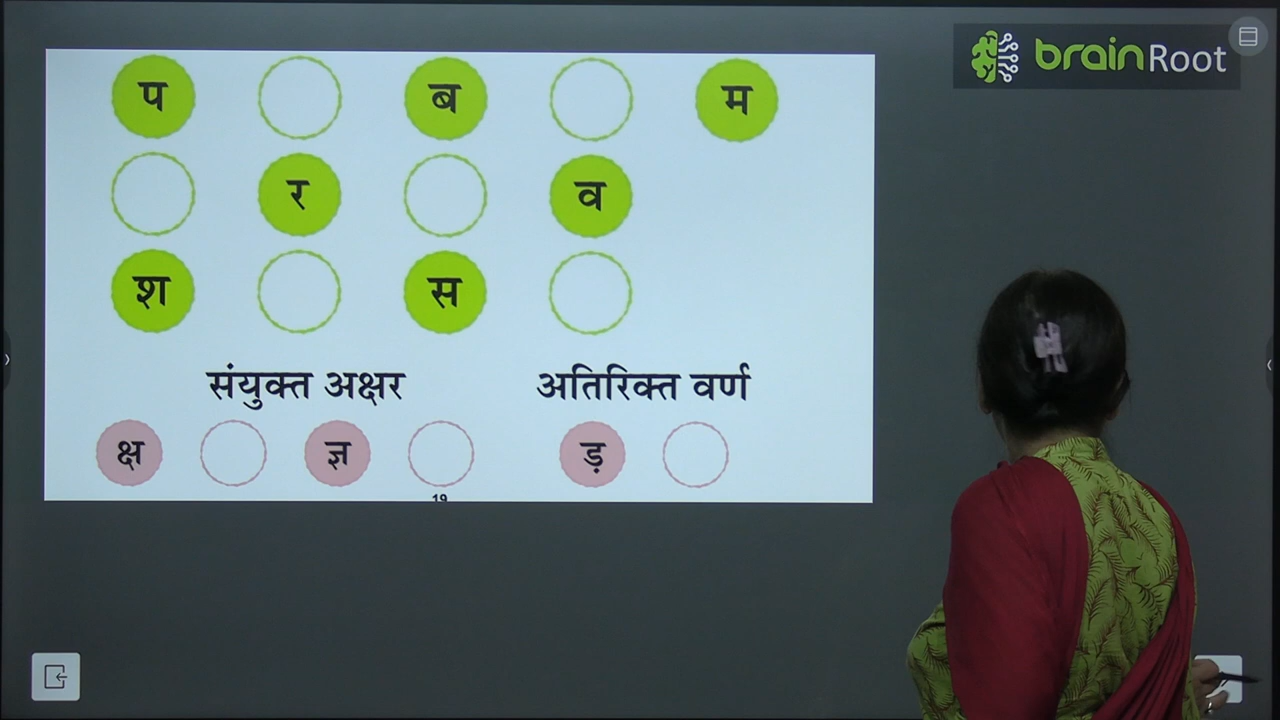 brainRoot
प ब म
र व
श स
संयुक्त अक्षर अतिरिक्त वर्ण
क्ष ज्ञ ड़
19